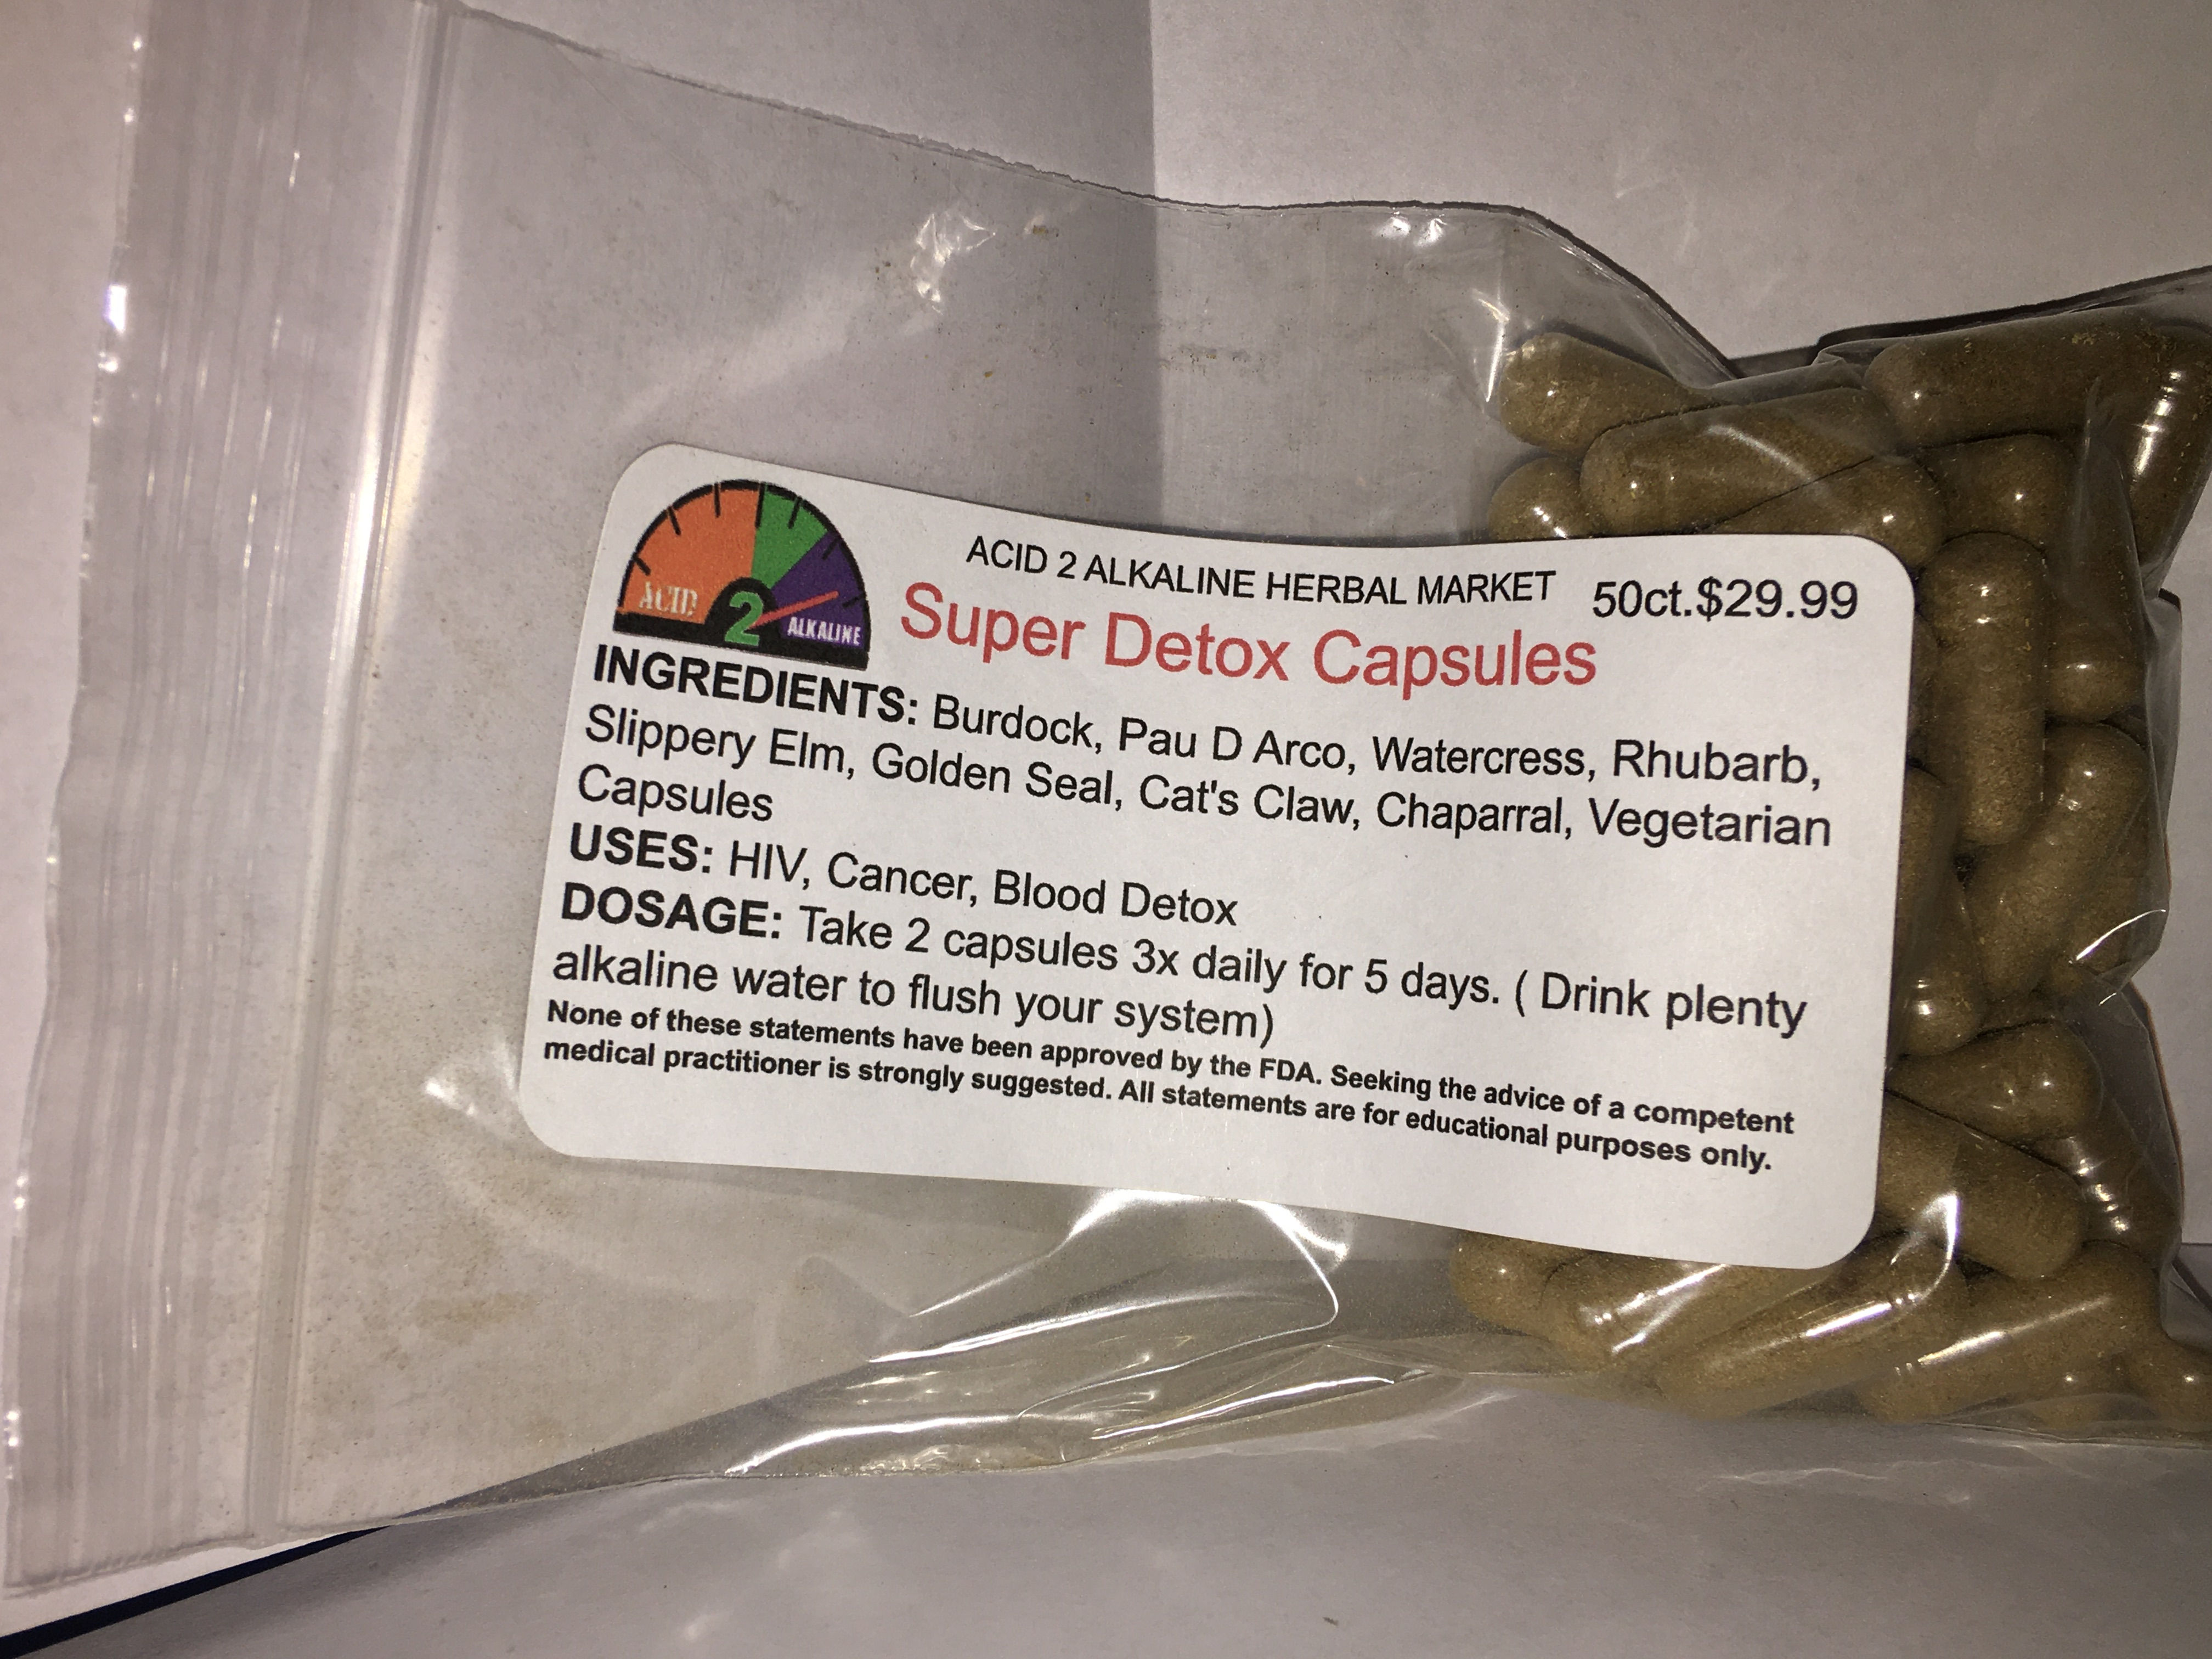 ACID 2 ALKALINE
ACID 2 ALKALINE HERBAL MARKET 50ct.$29.99
Super Detox Capsules
INGREDIENTS: Burdock, Pau D Arco, Watercress, Rhubarb,
Slippery Elm, Golden Seal, Cat's Claw, Chaparral, Vegetarian
Capsules
USES: HIV, Cancer, Blood Detox
DOSAGE: Take 2 capsules 3x daily for 5 days. ( Drink plenty
alkaline water to flush your system)
None of these statements have been approved by the FDA. Seeking the advice of a competent
medical practitioner is strongly suggested. All statements are for educational purposes only.